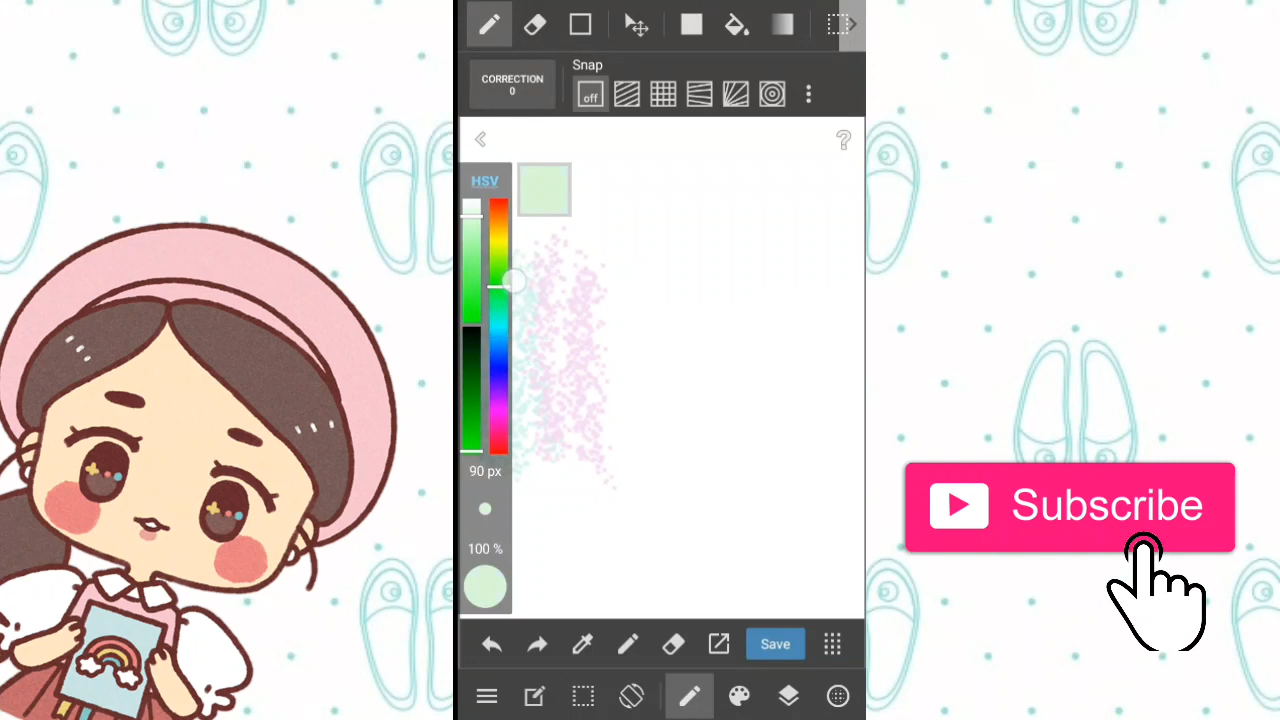 CORRECTION
0
Snap
off
HSV
90 px
100 %
Save
Subscribe